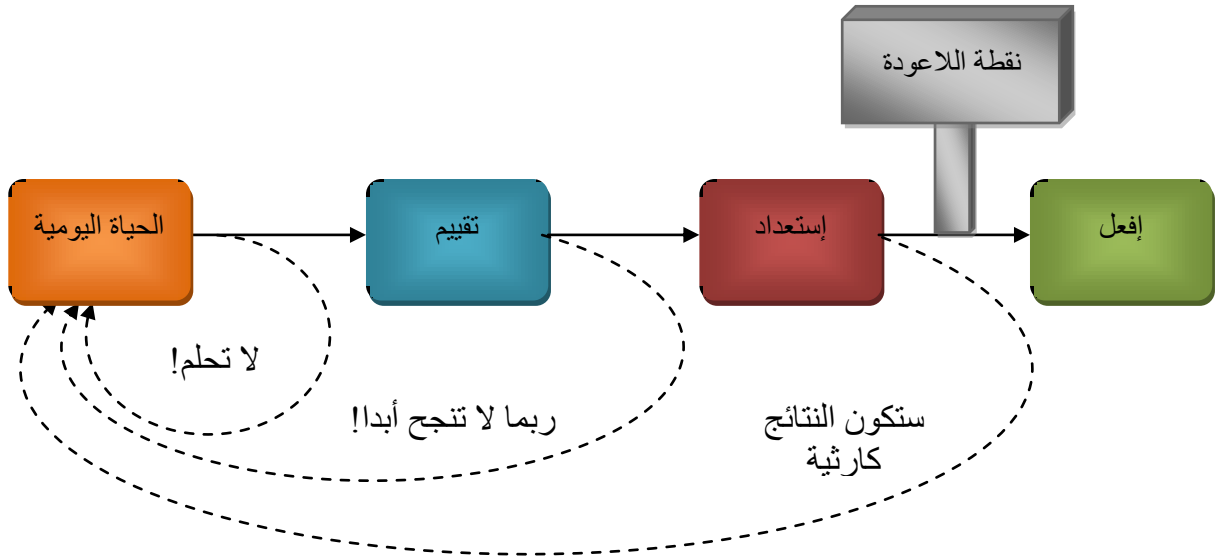 نقطة اللاعودة
الحياة اليومية
تقييم
إستعداد
إفعل
لا تحلم!
ربما لا تنجح أبدا!
ستكون النتائج
كارثية